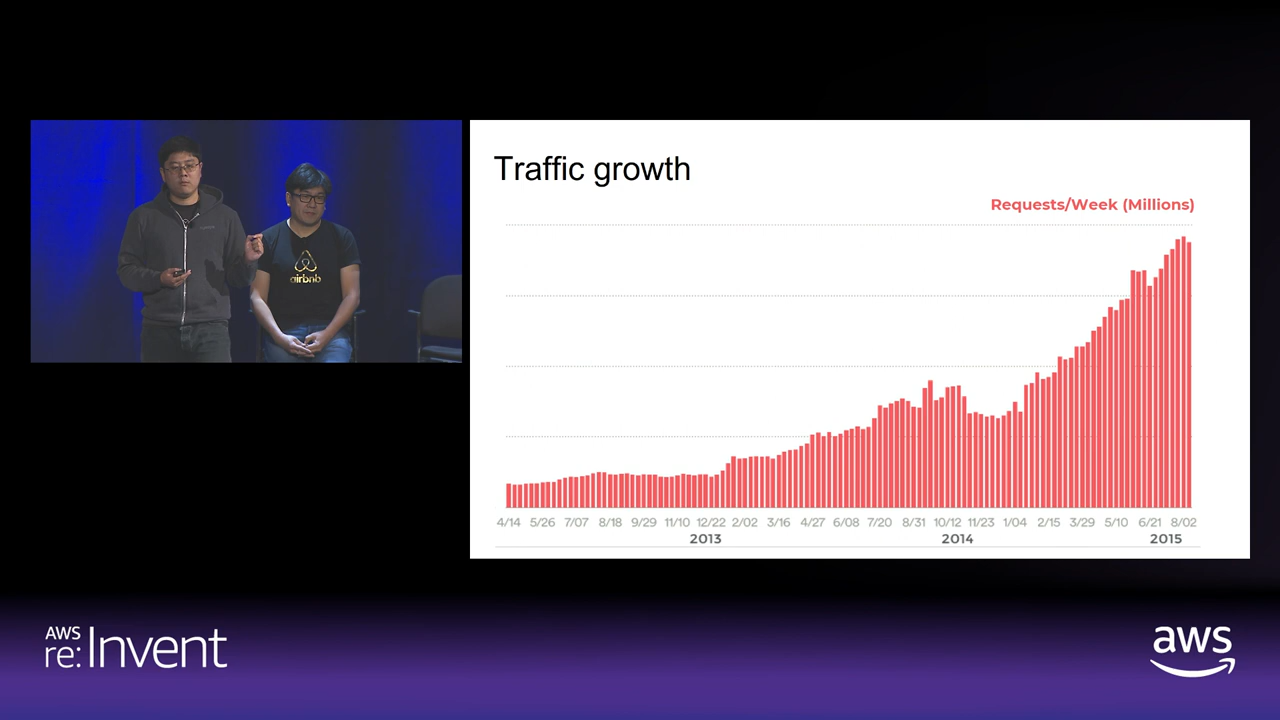 Traffic growth
Requests/Week (Millions)
4/14 5/26 7/07 8/18 9/29 11/10 12/22 2/02 3/16 4/27 6/08 7/20 8/31 10/12 11/23 1/04 2/15 3/29 5/10 6/21 8/02
2013 2014 2015
airbnb
AWS
re:Invent
aws